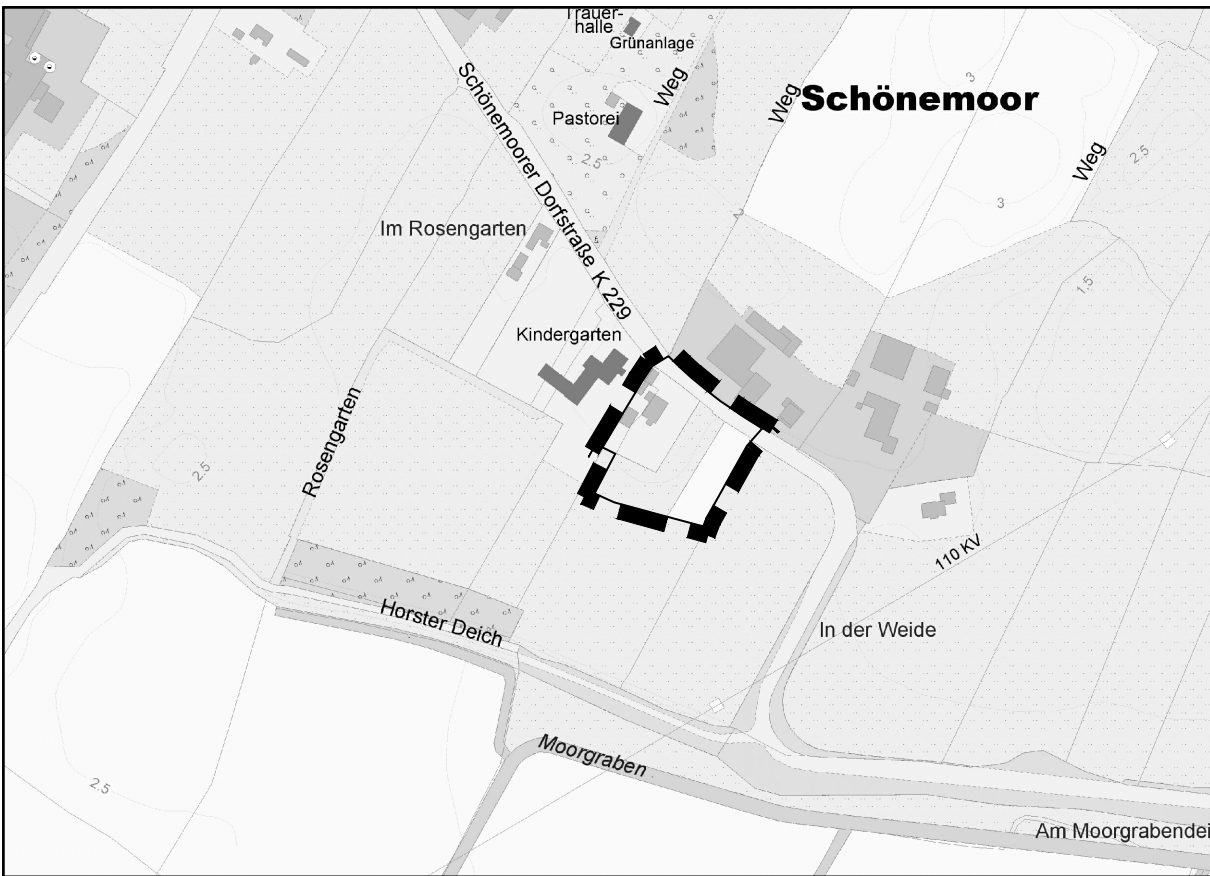 Trauer-
halle
Grünanlage
Weg
Weg
Schönemoor
Pastorei
3
2.5
2.5
Weg
3
2
Schönemoorer Dorfstraße K 229
Im Rosengarten
1.5
Kindergarten
Rosengarten
2.5
110 KV
Horster Deich
In der Weide
Moorgraben
2.5
Am Moorgrabendei